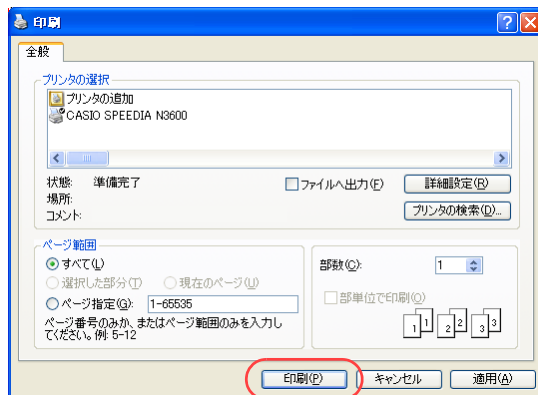 印刷
全般
プリンタの選択
プリンタの追加
CASIO SPEEDIA N3600
状態: 準備完了
場所:
コメント:
ファイルへ出力(F)
詳細設定(R)
プリンタの検索(D)...
ページ範囲
すべて(L)
選択した部分(T) 現在のページ(U)
ページ指定(G): 1-65535
ページ番号のみか、またはページ範囲のみを入力し
てください。例: 5-12
部数(C): 1
部単位で印刷(O)
1 1 2 2 3 3
印刷(P) キャンセル 適用(A)